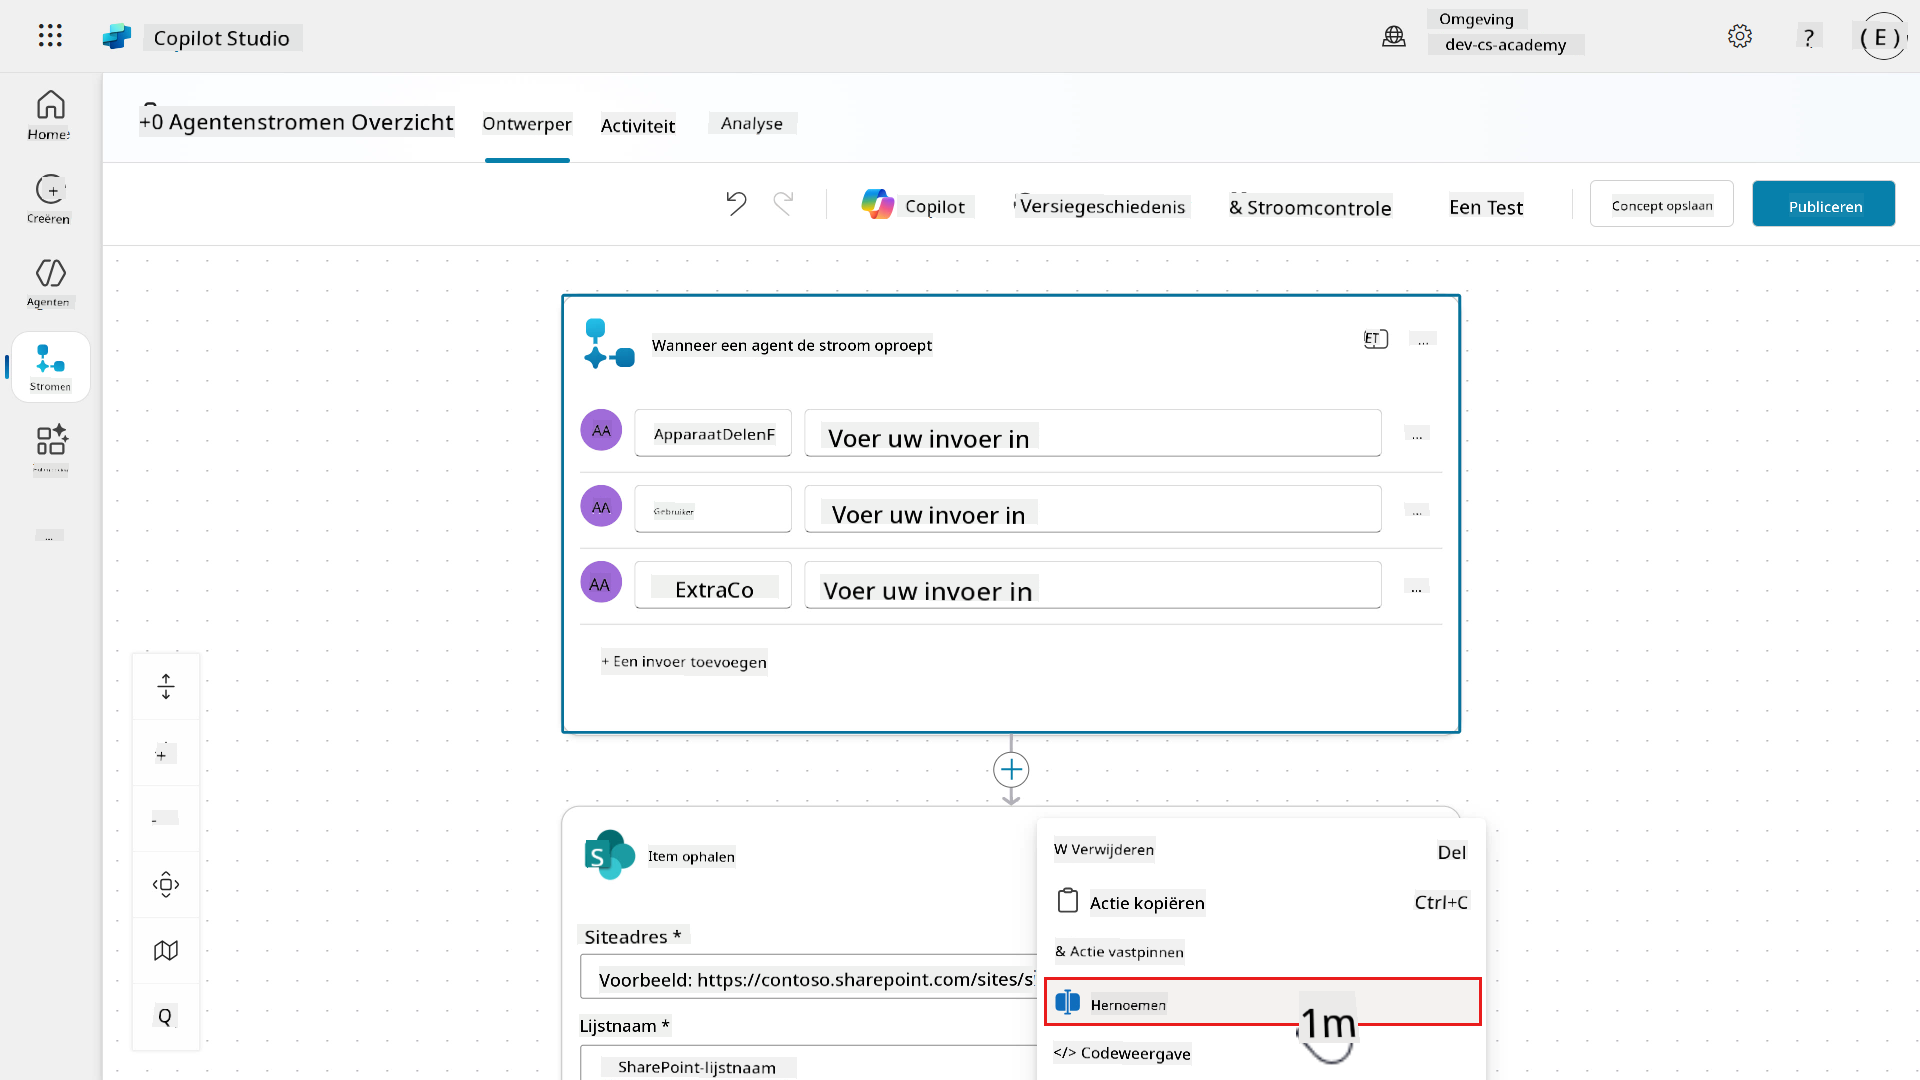 Copilot Studio
Omgeving
dev-cs-academy
?
( E )
Home
+0 Agentenstromen Overzicht
Ontwerper
Activiteit
Analyse
Creëren
Agenten
Stromen
...
Copilot
Versiegeschiedenis
& Stroomcontrole
Een Test
Concept opslaan
Publiceren
Wanneer een agent de stroom oproept
...
AA
ApparaatDelenF
Voer uw invoer in
...
AA
Gebruiker
Voer uw invoer in
...
AA
ExtraCo
Voer uw invoer in
...
+ Een invoer toevoegen
Item ophalen
Siteadres *
Voorbeeld: https://contoso.sharepoint.com/sites/s
Lijstnaam *
SharePoint-lijstnaam
W Verwijderen
Del
Actie kopiëren
Ctrl+C
& Actie vastpinnen
Hernoemen
1m
</> Codeweergave
Q